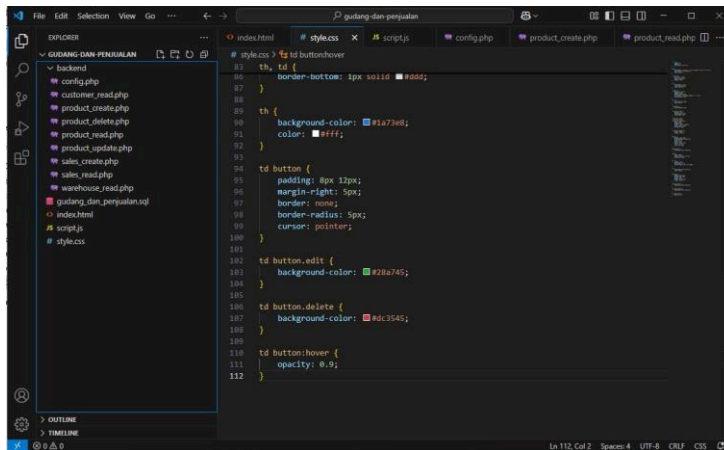 File Edit Selection View Go ··· gudang-dan-penjualan
EXPLORER ···
GUDANG-DAN-PENJUALAN
backend
config.php
customer_read.php
product_create.php
product_delete.php
product_read.php
product_update.php
sales_create.php
sales_read.php
warehouse_read.php
gudang_dan_penjualan.sql
index.html
JS script.js
# style.css
OUTLINE
TIMELINE
index.html # style.css JS script.js config.php product_create.php product_read.php ···
# style.css > td button:hover
83 th, td {
86 border-bottom: 1px solid #ddd;
87 }
88
89 th {
90 background-color: #1a73e8;
91 color: #fff;
92 }
93
94 td button {
95 padding: 8px 12px;
96 margin-right: 5px;
97 border: none;
98 border-radius: 5px;
99 cursor: pointer;
100 }
101
102 td button.edit {
103 background-color: #28a745;
104 }
105
106 td button.delete {
107 background-color: #dc3545;
108 }
109
110 td button:hover {
111 opacity: 0.9;
112 }
0 0 Ln 112, Col 2 Spaces: 4 UTF-8 CRLF CSS